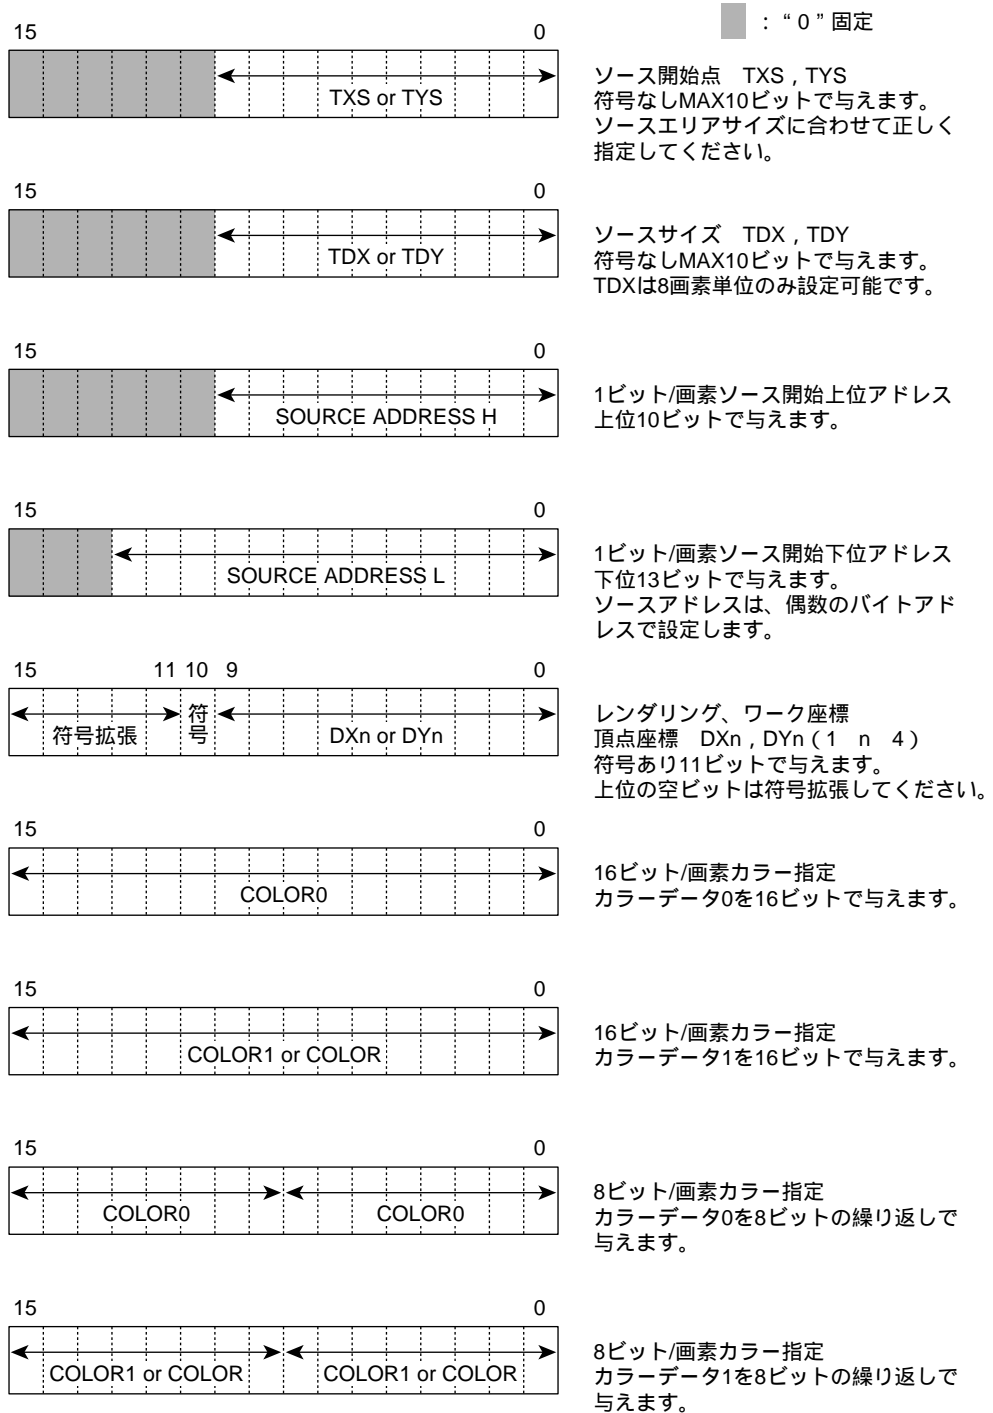 : “0”固定
15 0
TXS or TYS
ソース開始点 TXS , TYS
符号なしMAX10ビットで与えます。
ソースエリアサイズに合わせて正しく
指定してください。
15 0
TDX or TDY
ソースサイズ TDX , TDY
符号なしMAX10ビットで与えます。
TDXは8画素単位のみ設定可能です。
15 0
SOURCE ADDRESS H
1ビット/画素ソース開始上位アドレス
上位10ビットで与えます。
15 0
SOURCE ADDRESS L
1ビット/画素ソース開始下位アドレス
下位13ビットで与えます。
ソースアドレスは、偶数のバイトアド
レスで設定します。
15 11 10 9 0
符号拡張 符号 DXn or DYn
レンダリング、ワーク座標
頂点座標 DXn , DYn ( 1 n 4 )
符号あり11ビットで与えます。
上位の空ビットは符号拡張してください。
15 0
COLOR0
16ビット/画素カラー指定
カラーデータ0を16ビットで与えます。
15 0
COLOR1 or COLOR
16ビット/画素カラー指定
カラーデータ1を16ビットで与えます。
15 0
COLOR0 COLOR0
8ビット/画素カラー指定
カラーデータ0を8ビットの繰り返しで
与えます。
15 0
COLOR1 or COLOR COLOR1 or COLOR
8ビット/画素カラー指定
カラーデータ1を8ビットの繰り返しで
与えます。